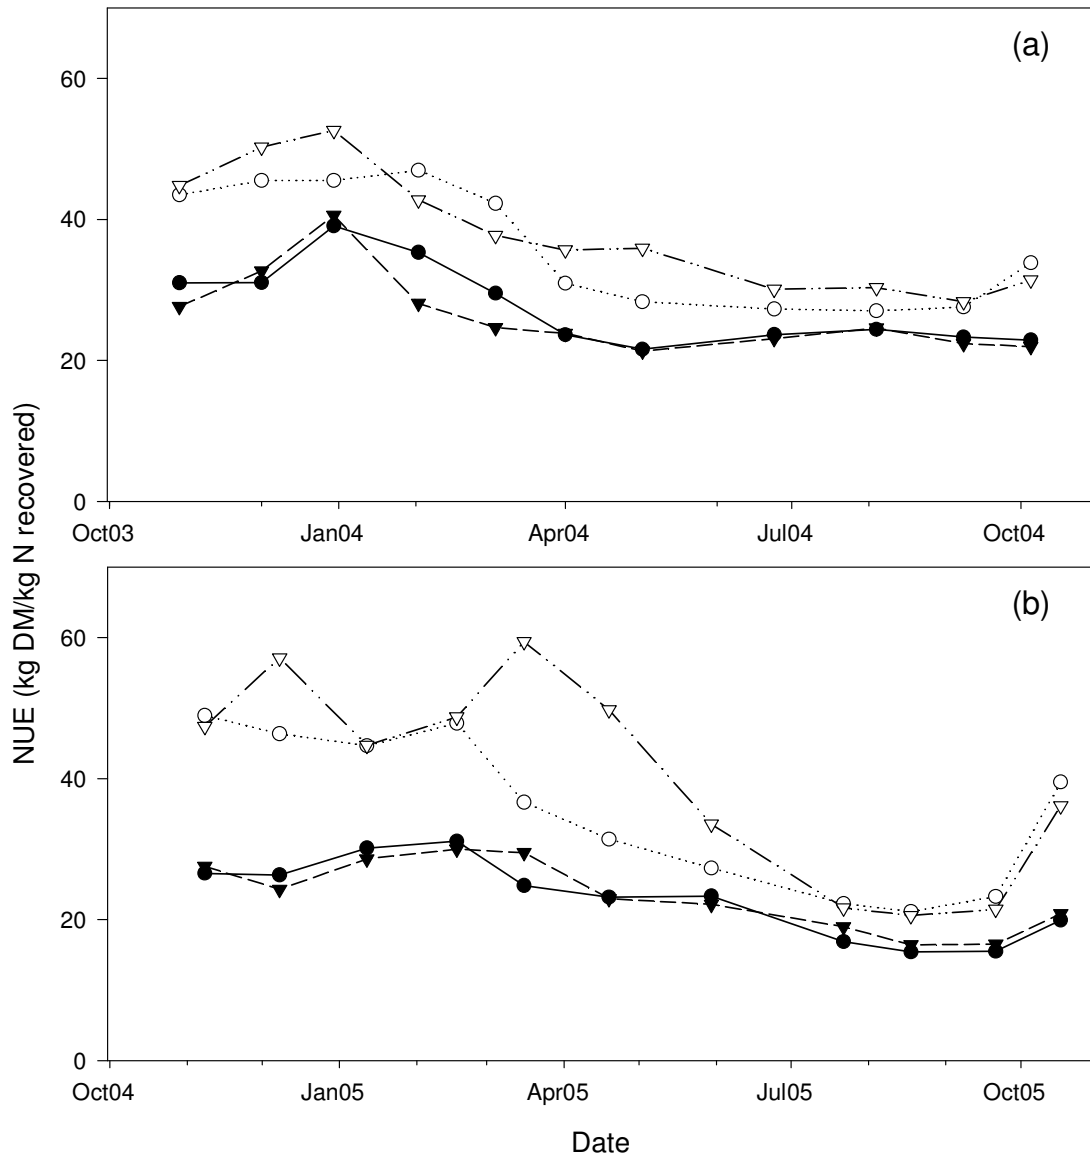 (a)
60
40
20
0
Oct03 Jan04 Apr04 Jul04 Oct04
NUE (kg DM/kg N recovered)
(b)
60
40
20
0
Oct04 Jan05 Apr05 Jul05 Oct05
Date